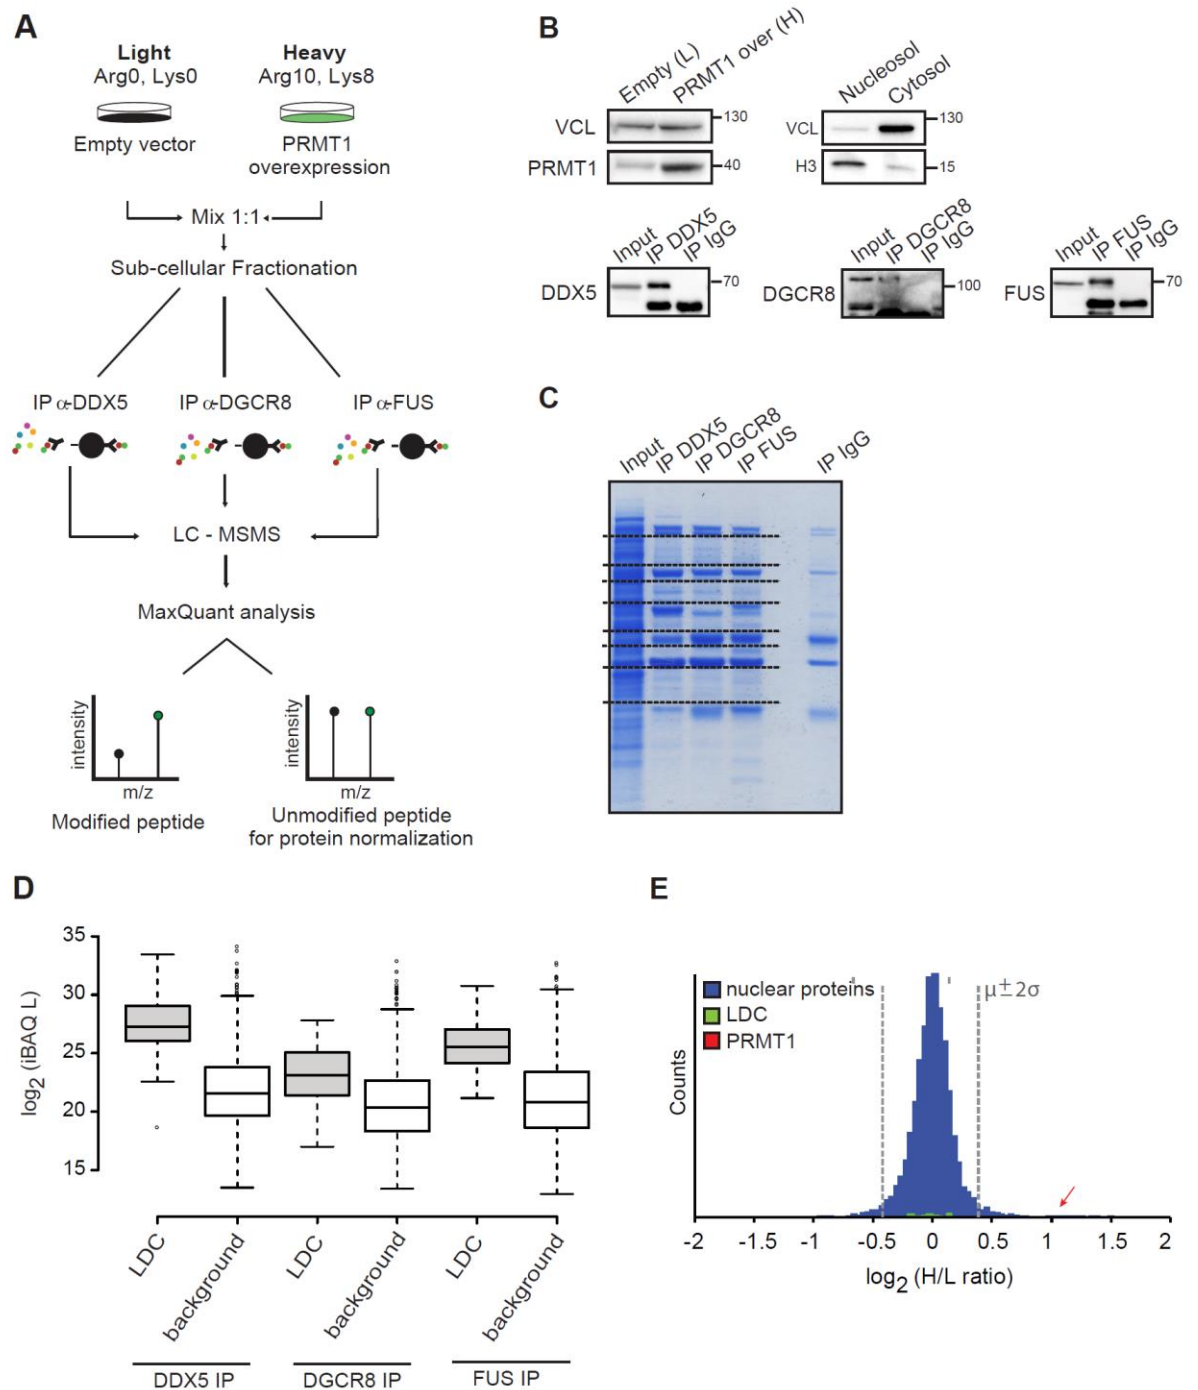 A
Light
Arg0, Lys0
Heavy
Arg10, Lys8
Empty vector
PRMT1
overexpression
Mix 1:1
Sub-cellular Fractionation
IP α-DDX5
IP α-DGCR8
IP α-FUS
LC - MSMS
MaxQuant analysis
intensity
m/z
Modified peptide
intensity
m/z
Unmodified peptide
for protein normalization
B
Empty (L)
PRMT1 over (H)
VCL
130
PRMT1
40
Nucleosol
Cytosol
VCL
130
H3
15
Input
IP DDX5
IP IgG
DDX5
70
Input
IP DGCR8
IP IgG
DGCR8
100
Input
IP FUS
IP IgG
FUS
70
C
Input
IP DDX5
IP DGCR8
IP FUS
IP IgG
D
log2 (iBAQ L)
35
30
25
20
15
LDC
background
LDC
background
LDC
background
DDX5 IP
DGCR8 IP
FUS IP
E
nuclear proteins
LDC
PRMT1
μ±2σ
Counts
-2 -1.5 -1 -0.5 0 0.5 1 1.5 2
log2 (H/L ratio)